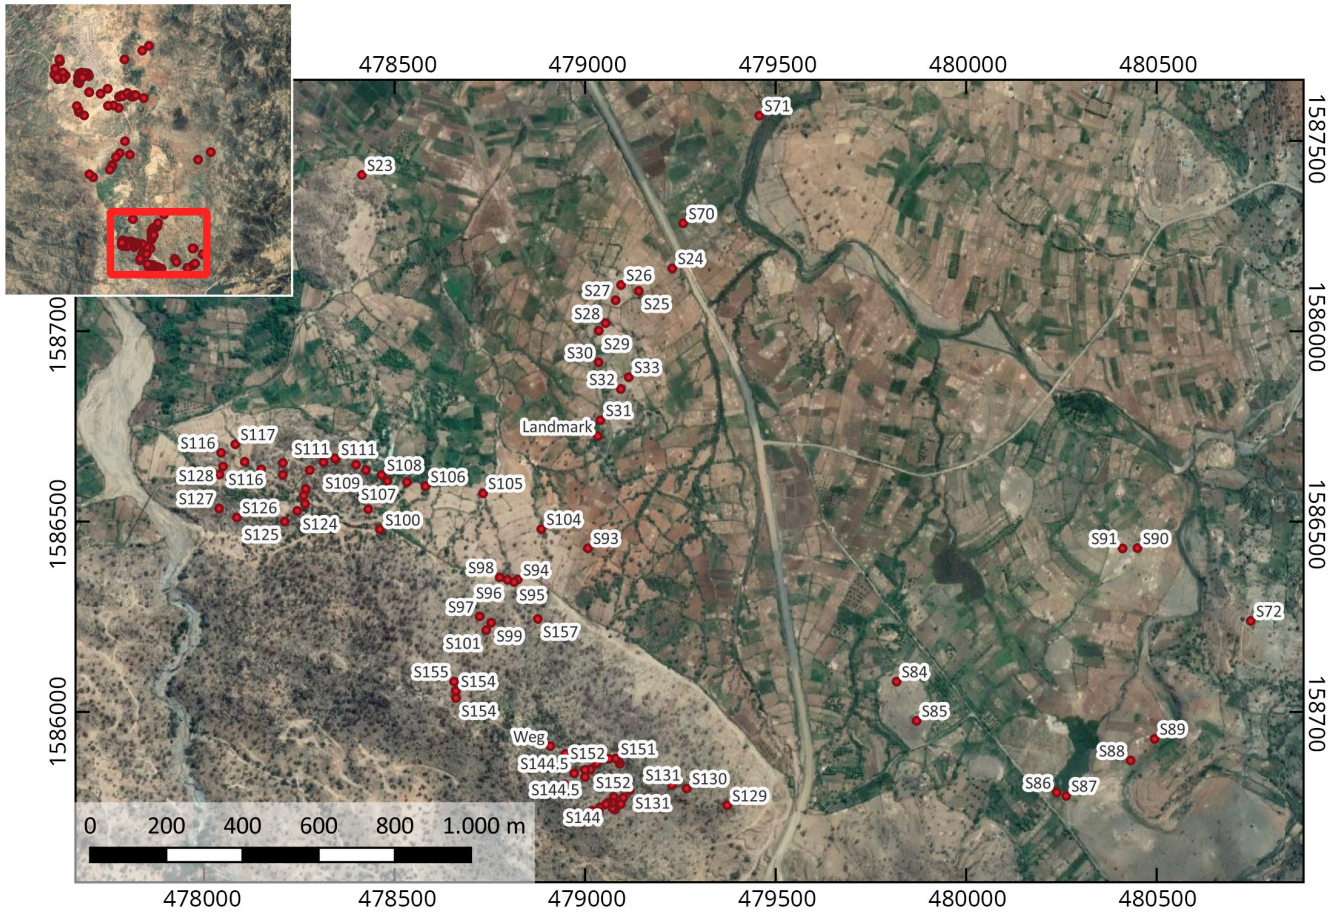 478500
479000
479500
480000
480500
1587500
S71
S23
S70
S24
S26
S27
S25
158700
S28
S29
1586000
S30
S33
S32
S31
Landmark
S117
S116
S111
S111
S128
S116
S108
S109
S106
S105
S127
S126
S107
S124
S100
S125
S104
1586500
1586500
S93
S91
S90
S98
S94
S96
S95
S97
S99
S157
S101
S72
S155
S154
S154
S84
1586000
S85
1587000
Weg
S152
S151
S89
S144.5
S88
S144.5
S152
S131
S130
S86
S87
S131
S129
S144
0
200
400
600
800
1.000 m
478000
478500
479000
479500
480000
480500